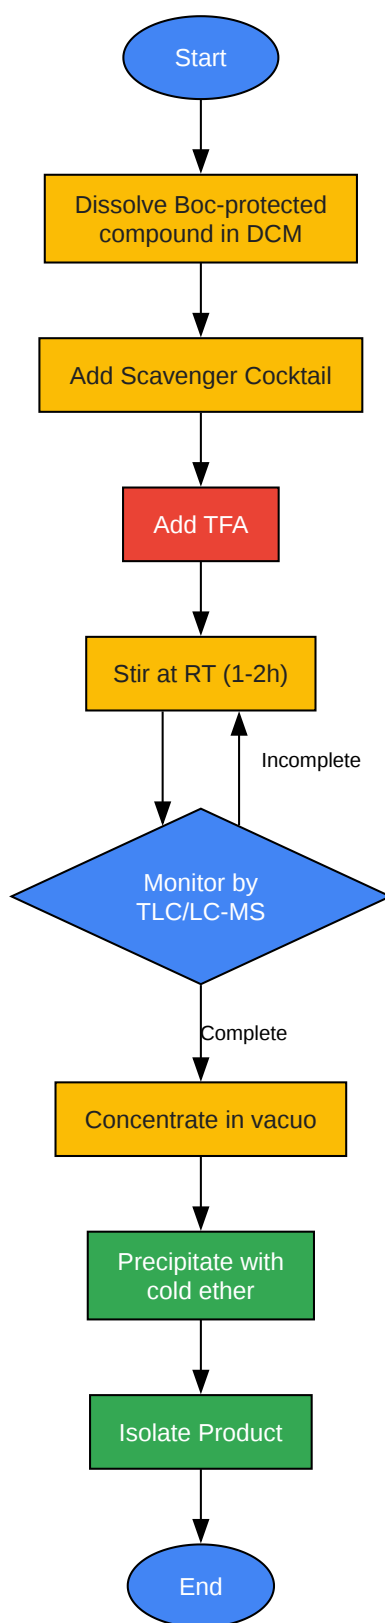 Start
Dissolve Boc-protected
compound in DCM
Add Scavenger Cocktail
Add TFA
Stir at RT (1-2h)
Incomplete
Monitor by
TLC/LC-MS
Complete
Concentrate in vacuo
Precipitate with
cold ether
Isolate Product
End